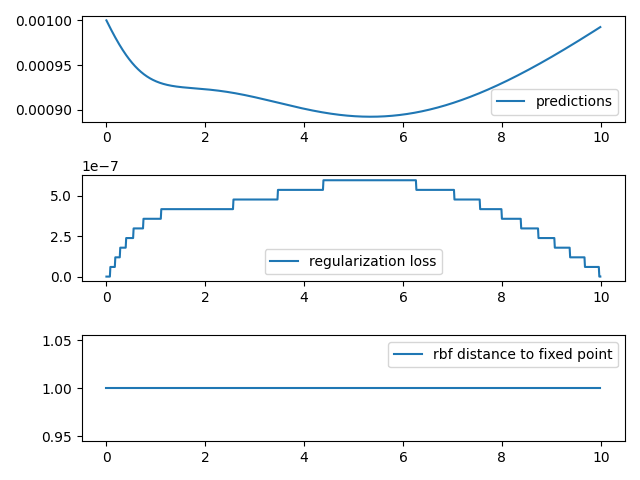 0.00100
0.00095
0.00090
predictions
0 2 4 6 8 10
1e−7
5.0
2.5
0.0
regularization loss
0 2 4 6 8 10
1.05
1.00
0.95
rbf distance to fixed point
0 2 4 6 8 10